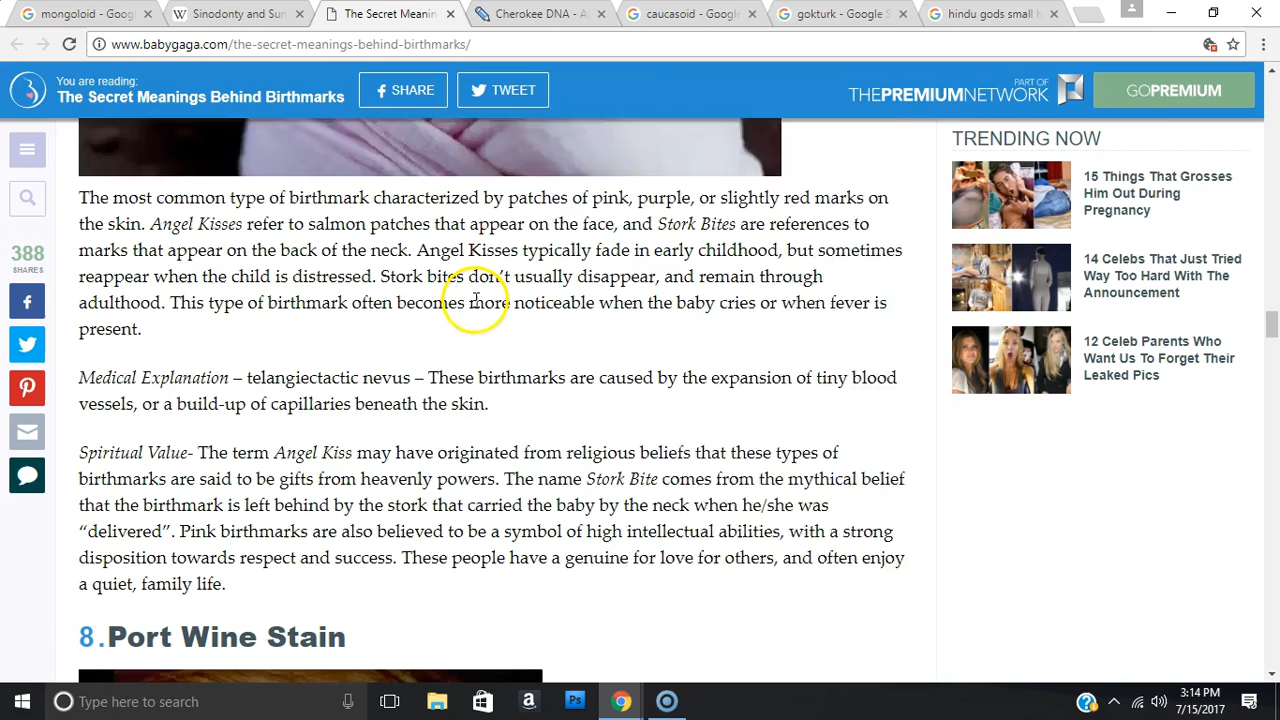 mongoloid - Goog
Sinodonty and Sun
The Secret Meanin
Cherokee DNA - A
caucasoid - Google
gokturk - Google S
hindu gods small h
www.babygaga.com/the-secret-meanings-behind-birthmarks/
You are reading:
The Secret Meanings Behind Birthmarks
SHARE
TWEET
PART OF
THEPREMIUMNETWORK
GOPREMIUM
388
SHARES
The most common type of birthmark characterized by patches of pink, purple, or slightly red marks on
the skin. Angel Kisses refer to salmon patches that appear on the face, and Stork Bites are references to
marks that appear on the back of the neck. Angel Kisses typically fade in early childhood, but sometimes
reappear when the child is distressed. Stork bites don't usually disappear, and remain through
adulthood. This type of birthmark often becomes more noticeable when the baby cries or when fever is
present.
Medical Explanation – telangiectactic nevus – These birthmarks are caused by the expansion of tiny blood
vessels, or a build-up of capillaries beneath the skin.
Spiritual Value- The term Angel Kiss may have originated from religious beliefs that these types of
birthmarks are said to be gifts from heavenly powers. The name Stork Bite comes from the mythical belief
that the birthmark is left behind by the stork that carried the baby by the neck when he/she was
“delivered”. Pink birthmarks are also believed to be a symbol of high intellectual abilities, with a strong
disposition towards respect and success. These people have a genuine for love for others, and often enjoy
a quiet, family life.
8.Port Wine Stain
TRENDING NOW
15 Things That Grosses
Him Out During
Pregnancy
14 Celebs That Just Tried
Way Too Hard With The
Announcement
12 Celeb Parents Who
Want Us To Forget Their
Leaked Pics
Type here to search
3:14 PM
7/15/2017